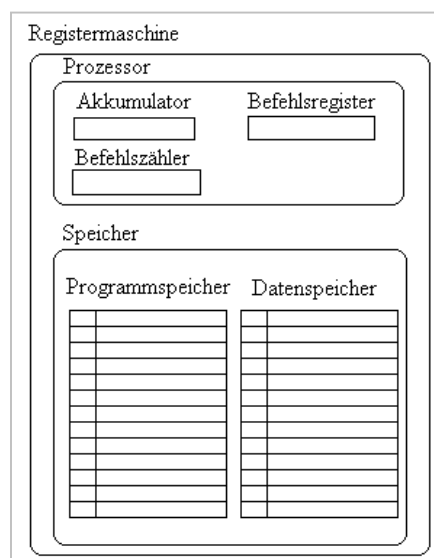 Registermaschine
Prozessor
Akkumulator Befehlsregister
Befehlszähler
Speicher
Programmspeicher Datenspeicher